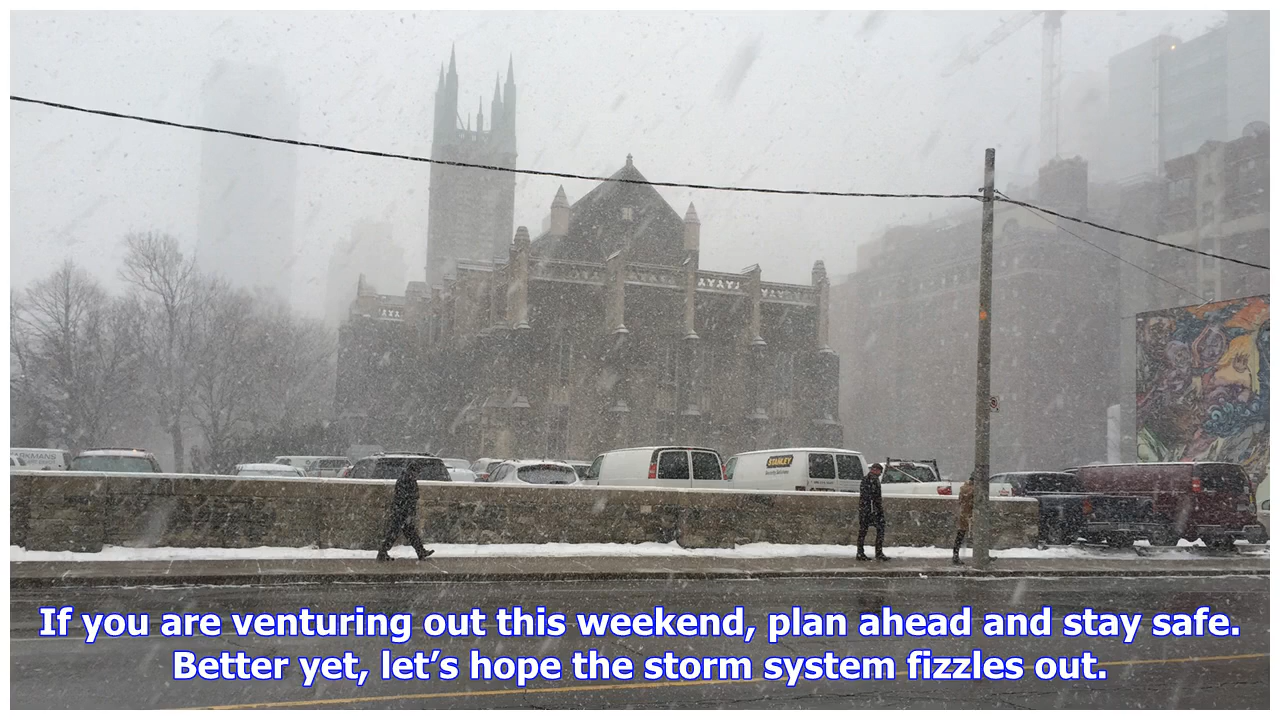 STANLEY
If you are venturing out this weekend, plan ahead and stay safe.
Better yet, let’s hope the storm system fizzles out.